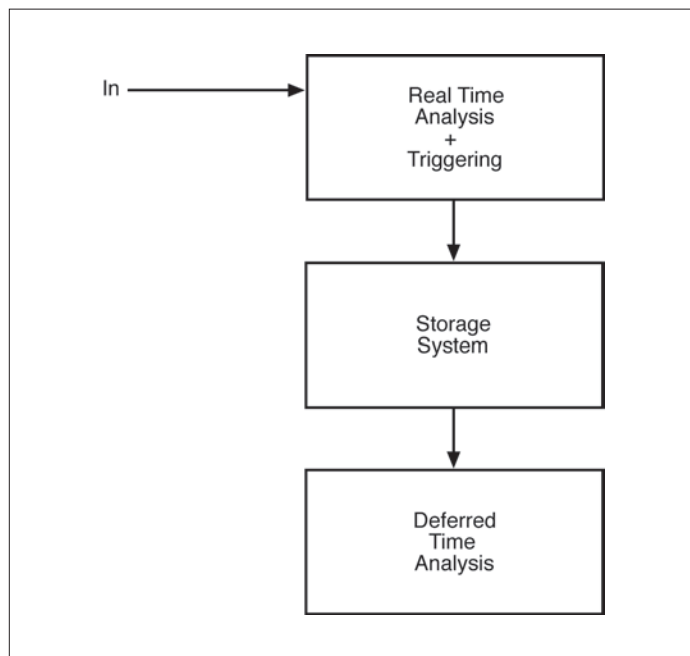 In
Real Time
Analysis
+
Triggering
Storage
System
Deferred
Time
Analysis